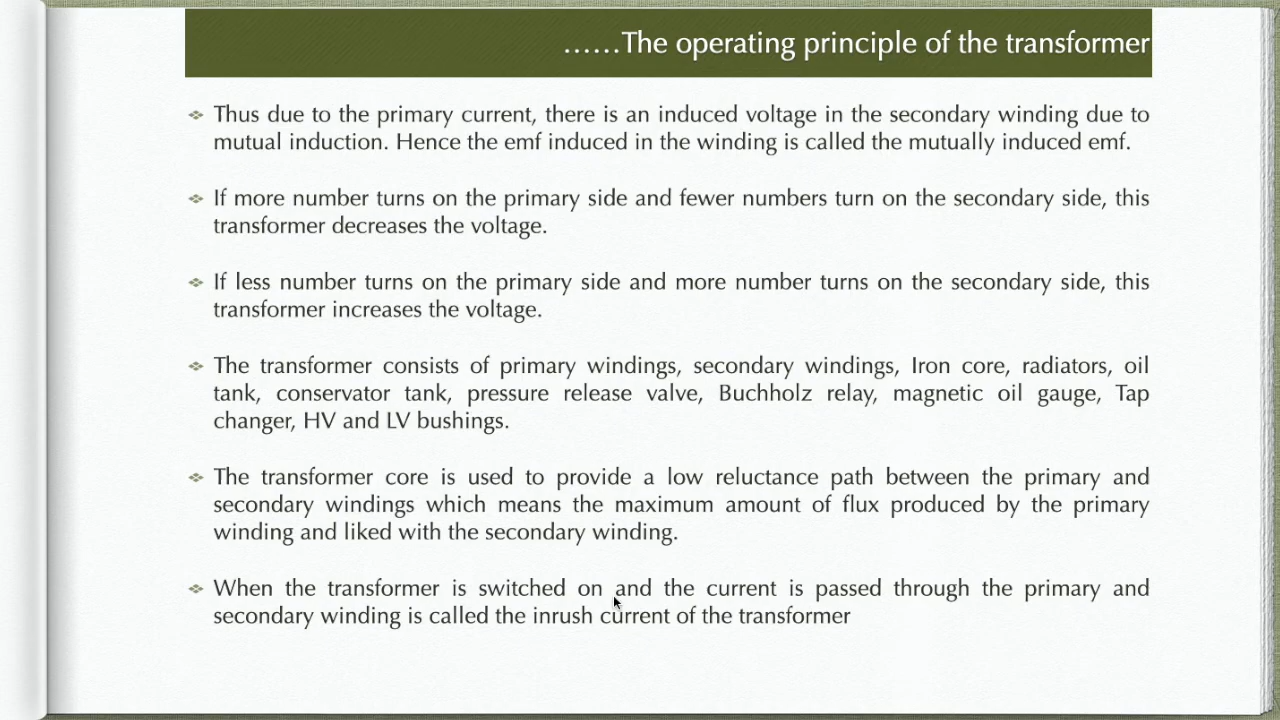 ……The operating principle of the transformer
Thus due to the primary current, there is an induced voltage in the secondary winding due to
mutual induction. Hence the emf induced in the winding is called the mutually induced emf.
If more number turns on the primary side and fewer numbers turn on the secondary side, this
transformer decreases the voltage.
If less number turns on the primary side and more number turns on the secondary side, this
transformer increases the voltage.
The transformer consists of primary windings, secondary windings, Iron core, radiators, oil
tank, conservator tank, pressure release valve, Buchholz relay, magnetic oil gauge, Tap
changer, HV and LV bushings.
The transformer core is used to provide a low reluctance path between the primary and
secondary windings which means the maximum amount of flux produced by the primary
winding and liked with the secondary winding.
When the transformer is switched on and the current is passed through the primary and
secondary winding is called the inrush current of the transformer